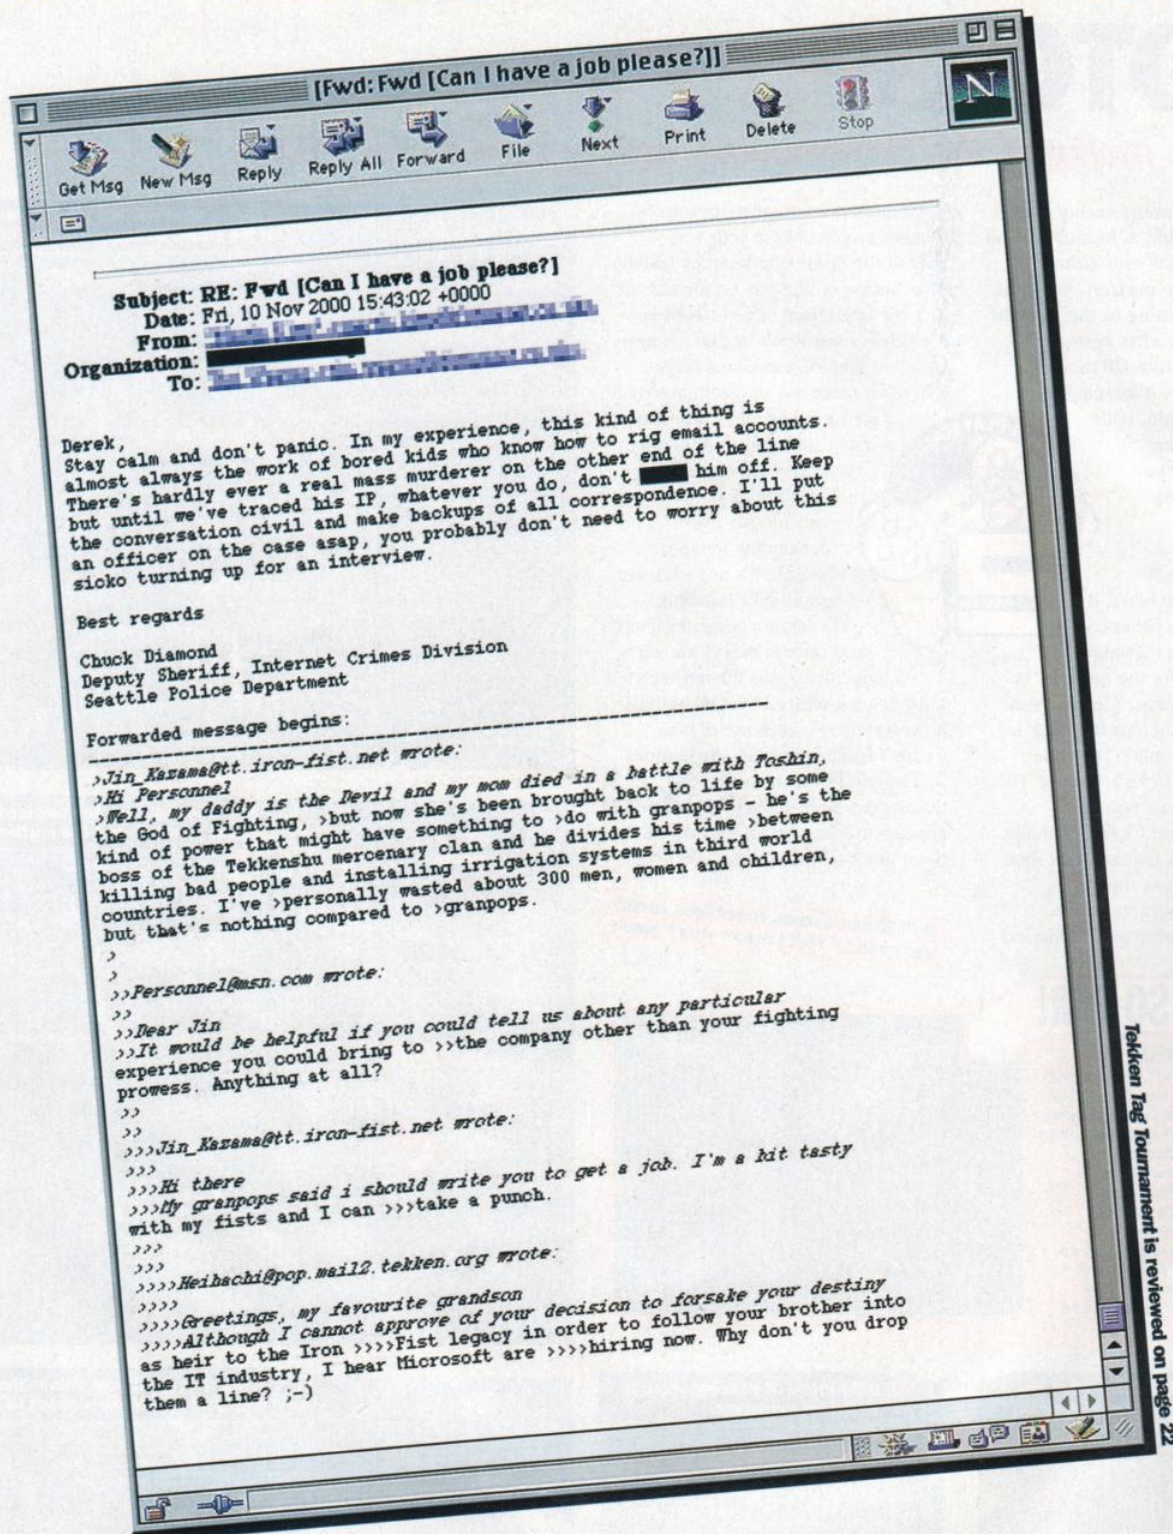 [Fwd: Fwd [Can I have a job please?]]
N
Get Msg New Msg Reply Reply All Forward File Next Print Delete Stop
Subject: RE: Fwd [Can I have a job please?]
Date: Fri, 10 Nov 2000 15:43:02 +0000
From:
Organization:
To:
Derek,
Stay calm and don't panic. In my experience, this kind of thing is
almost always the work of bored kids who know how to rig email accounts.
There's hardly ever a real mass murderer on the other end of the line
but until we've traced his IP, whatever you do, don't him off. Keep
the conversation civil and make backups of all correspondence. I'll put
an officer on the case asap, you probably don't need to worry about this
sicko turning up for an interview.
Best regards
Chuck Diamond
Deputy Sheriff, Internet Crimes Division
Seattle Police Department
Forwarded message begins:
--------------------------------------------------------------
>Jin_Kazama@tt.iron-fist.net wrote:
>Hi Personnel
>Well, my daddy is the Devil and my mom died in a battle with Toshin,
the God of Fighting, >but now she's been brought back to life by some
kind of power that might have something to >do with granpops - he's the
boss of the Tekkenshu mercenary clan and he divides his time >between
killing bad people and installing irrigation systems in third world
countries. I've >personally wasted about 300 men, women and children,
but that's nothing compared to >granpops.
>
>
>>Personnel@msn.com wrote:
>>
>>Dear Jin
>>It would be helpful if you could tell us about any particular
experience you could bring to >>the company other than your fighting
prowess. Anything at all?
>>
>>
>>>Jin_Kazama@tt.iron-fist.net wrote:
>>>
>>>Hi there
>>>My granpops said i should write you to get a job. I'm a bit tasty
with my fists and I can >>>take a punch.
>>>
>>>
>>>>Heihachi@pop.mail2.tekken.org wrote:
>>>>
>>>>Greetings, my favourite grandson
>>>>Although I cannot approve of your decision to forsake your destiny
as heir to the Iron >>>>Fist legacy in order to follow your brother into
the IT industry, I hear Microsoft are >>>>hiring now. Why don't you drop
them a line? ;-)
Tekken Tag Tournament is reviewed on page 22